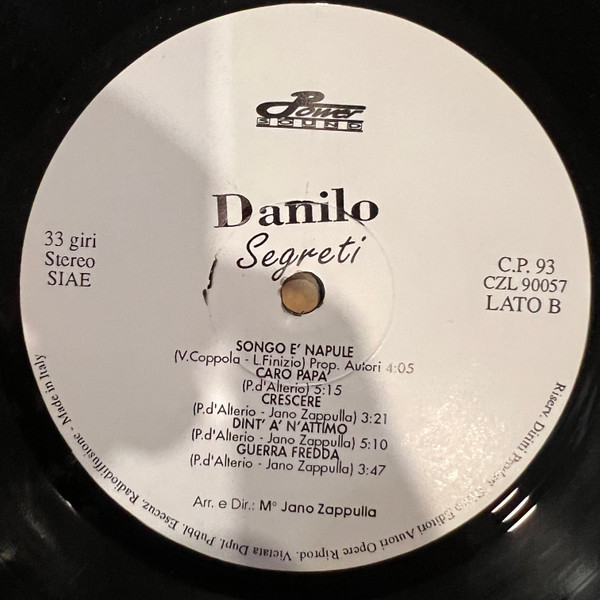 Power
SOUND
Danilo
Segreti
33 giri
Stereo
SIAE
C.P. 93
CZL 90057
LATO B
SONGO E' NAPULE
(V.Coppola - L.Finizio) Prop. Autori 4:05
CARO PAPA'
(P.d'Alterio) 5:15
CRESCERE
(P.d'Alterio - Jano Zappulla) 3:21
DINT' A' N'ATTIMO
(P.d'Alterio - Jano Zappulla) 5:10
GUERRA FREDDA
(P.d'Alterio - Jano Zappulla) 3:47
Arr. e Dir.: M° Jano Zappulla
Riserv. Diritti Editori Autori Opere Riprod. Vietata Dupl. Pubbl. Esecuz. Radiodiffusione - Made in Italy